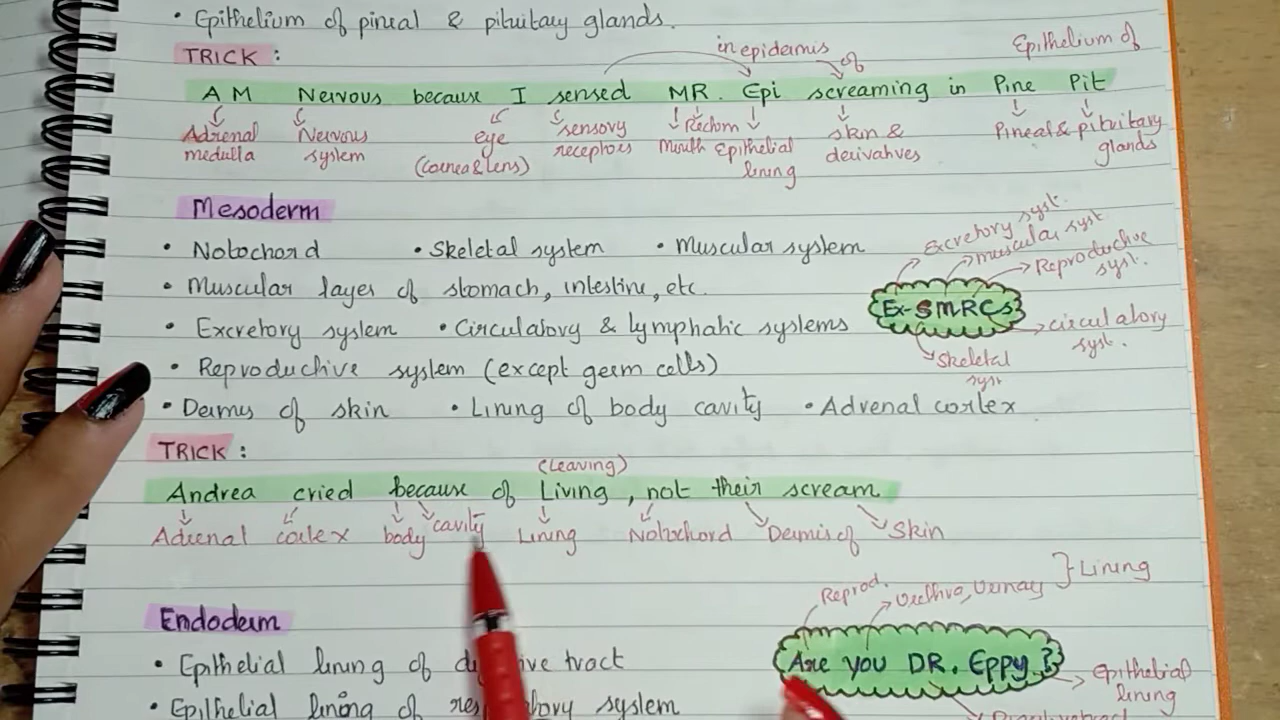 • Epithelium of pineal & pituitary glands.
TRICK :
in epidermis of
Epithelium of
AM Nervous because I sensed MR. Epi screaming in Pine Pit
Adrenal medulla
Nervous system
eye (cornea & lens)
sensory receptors
Mouth
Rectum
Epithelial lining
skin & derivatives
Pineal & pituitary glands
Mesoderm
• Notochord • Skeletal system • Muscular system
• Muscular layer of stomach, intestine, etc.
• Excretory system • Circulatory & lymphatic systems
• Reproductive system (except germ cells)
• Dermis of skin • Lining of body cavity • Adrenal cortex
Excretory syst.
muscular syst
Reproductive syst.
Ex-SMRCs
circulatory syst.
Skeletal syst
TRICK :
(Leaving)
Andrea cried because of Living, not their scream
Adrenal cortex body cavity Lining Notochord Dermis of Skin
Endoderm
• Epithelial lining of tract
• Epithelial lining of system
Reprod.
Urethra, Urinary } Lining
Are you DR. Eppy ?
Epithelial lining